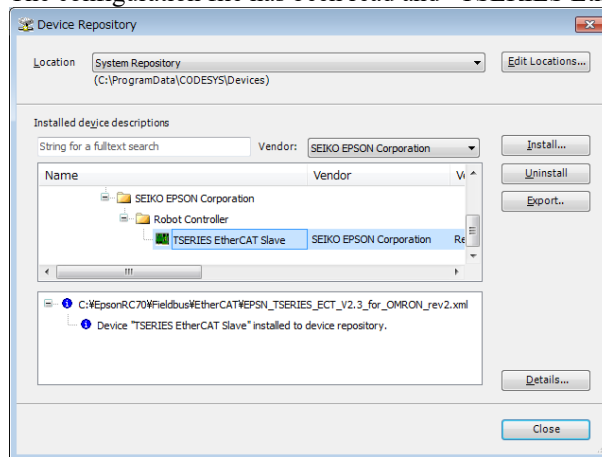 Device Repository
Location System Repository Edit Locations...
(C:\ProgramData\CODESYS\Devices)
Installed device descriptions
String for a fulltext search Vendor: SEIKO EPSON Corporation Install...
Name Vendor Uninstall
SEIKO EPSON Corporation Export..
Robot Controller
TSERIES EtherCAT Slave SEIKO EPSON Corporation Re
C:¥EpsonRC70¥Fieldbus¥EtherCAT¥EPSN_TSERIES_ECT_V2.3_for_OMRON_rev2.xml
Device "TSERIES EtherCAT Slave" installed to device repository.
Details...
Close